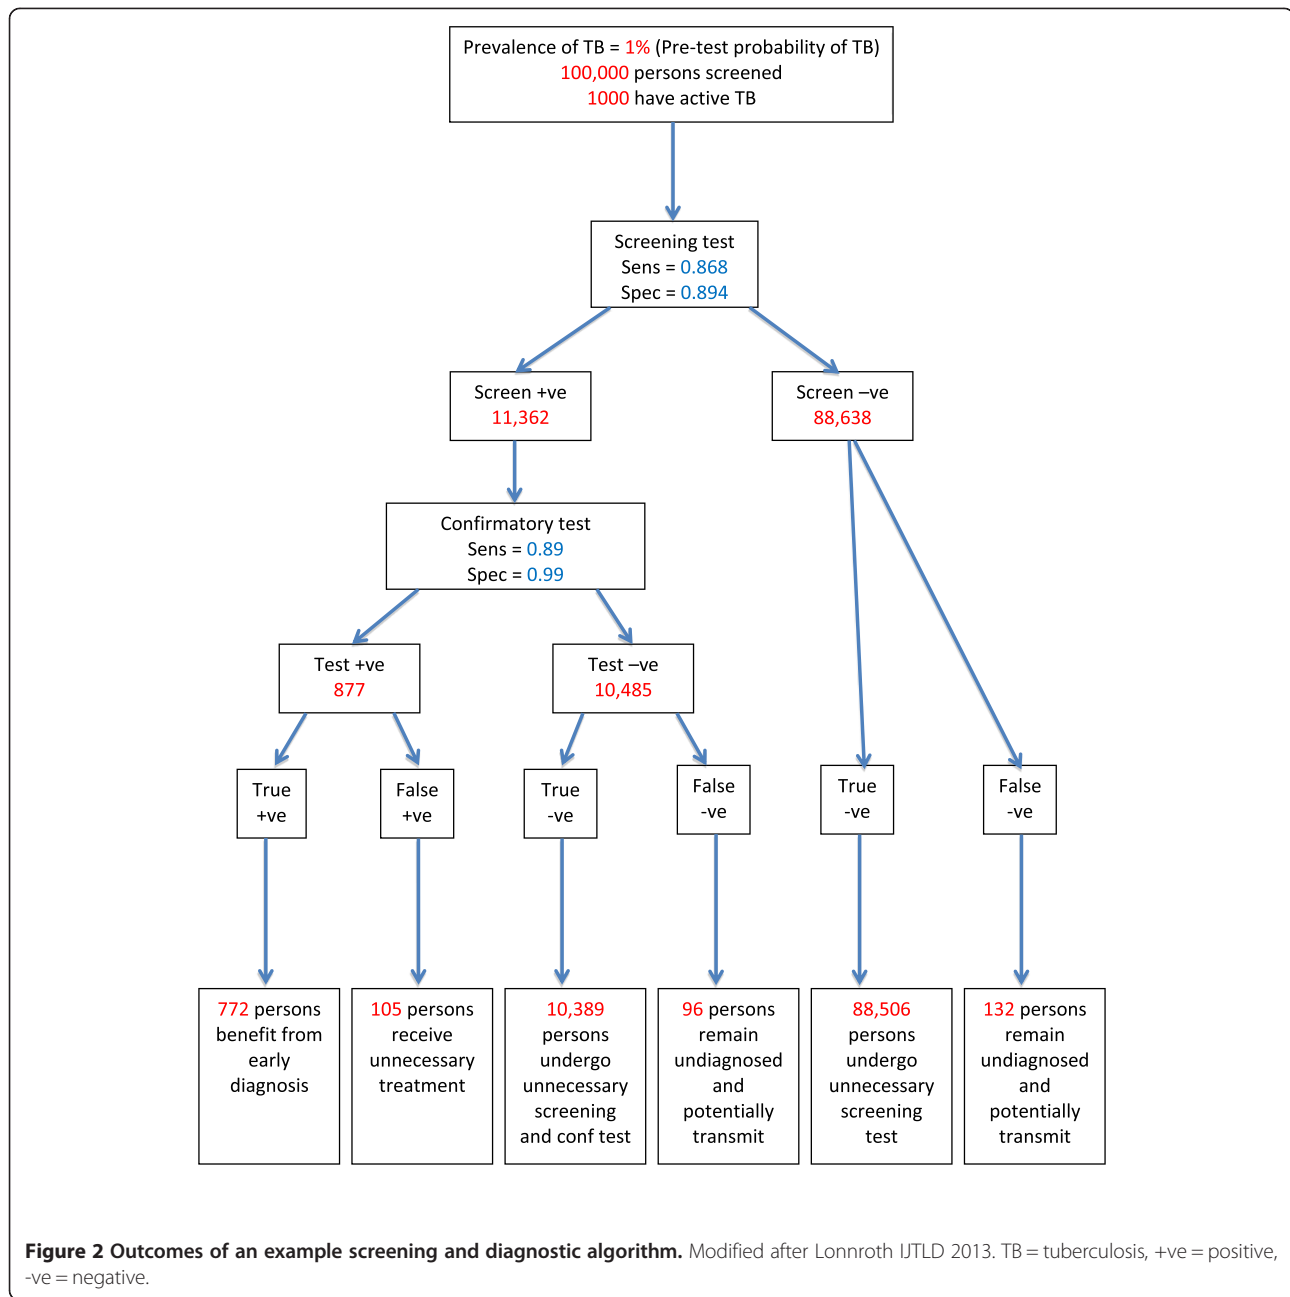 Prevalence of TB = 1% (Pre-test probability of TB)
100,000 persons screened
1000 have active TB
Screening test
Sens = 0.868
Spec = 0.894
Screen +ve
11,362
Screen –ve
88,638
Confirmatory test
Sens = 0.89
Spec = 0.99
Test +ve
877
Test –ve
10,485
True
+ve
False
+ve
True
-ve
False
-ve
True
-ve
False
-ve
772 persons
benefit from
early
diagnosis
105 persons
receive
unnecessary
treatment
10,389
persons
undergo
unnecessary
screening
and conf test
96 persons
remain
undiagnosed
and
potentially
transmit
88,506
persons
undergo
unnecessary
screening
test
132 persons
remain
undiagnosed
and
potentially
transmit
Figure 2 Outcomes of an example screening and diagnostic algorithm. Modified after Lonnroth IJTLD 2013. TB = tuberculosis, +ve = positive,
-ve = negative.